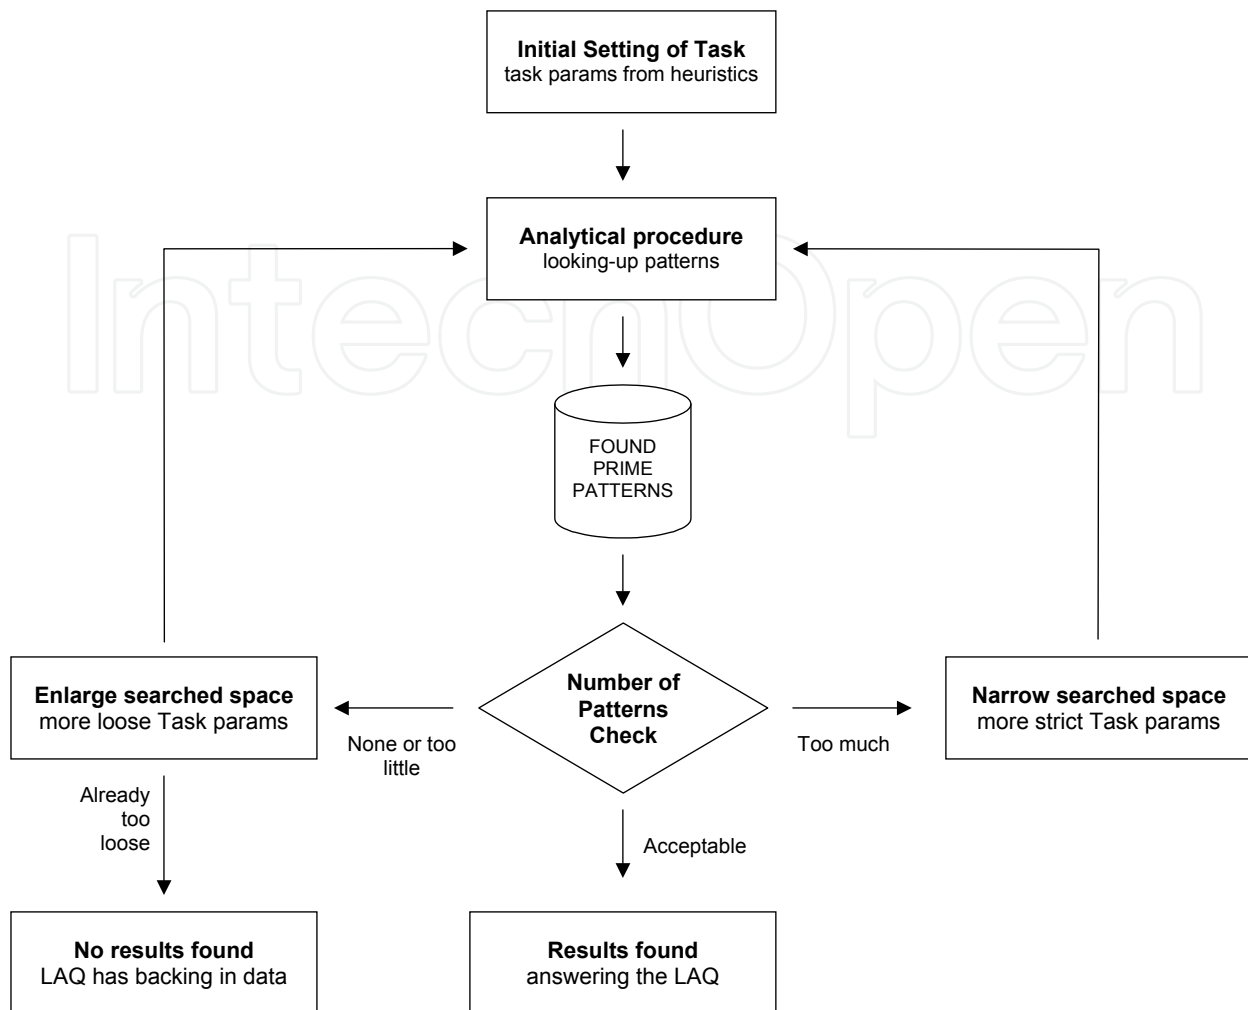 Initial Setting of Task
task params from heuristics
Analytical procedure
looking-up patterns
IntechOpen
FOUND
PRIME
PATTERNS
Enlarge searched space
more loose Task params
None or too
little
Number of
Patterns
Check
Too much
Narrow searched space
more strict Task params
Already
too
loose
Acceptable
No results found
LAQ has backing in data
Results found
answering the LAQ